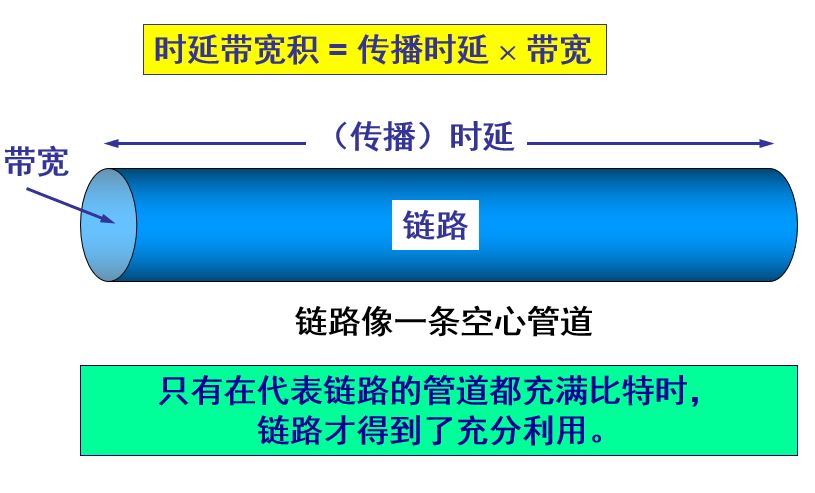 时延带宽积 = 传播时延 × 带宽
（传播）时延
带宽
链路
链路像一条空心管道
只有在代表链路的管道都充满比特时，
链路才得到了充分利用。